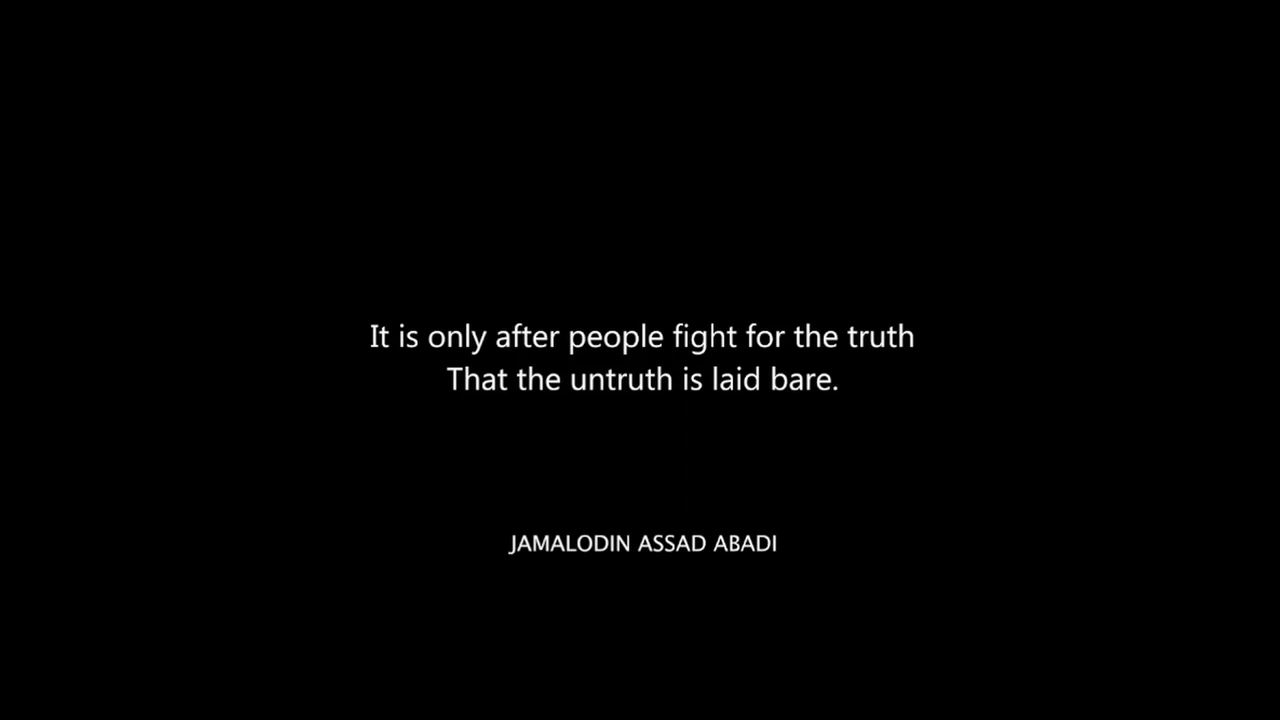 It is only after people fight for the truth
That the untruth is laid bare.
JAMALODIN ASSAD ABADI